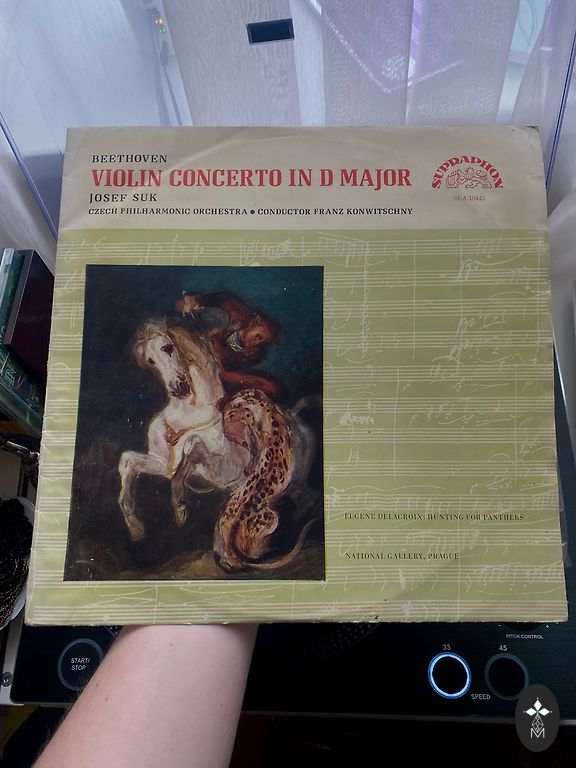 BEETHOVEN
VIOLIN CONCERTO IN D MAJOR
JOSEF SUK
CZECH PHILHARMONIC ORCHESTRA ● CONDUCTOR FRANZ KONWITSCHNY
SUPRAPHON
SUA 10445
EUGENE DELACROIX: HUNTING FOR PANTHERS
NATIONAL GALLERY, PRAGUE
START/
STOP
PITCH CONTROL
33
45
SPEED
M